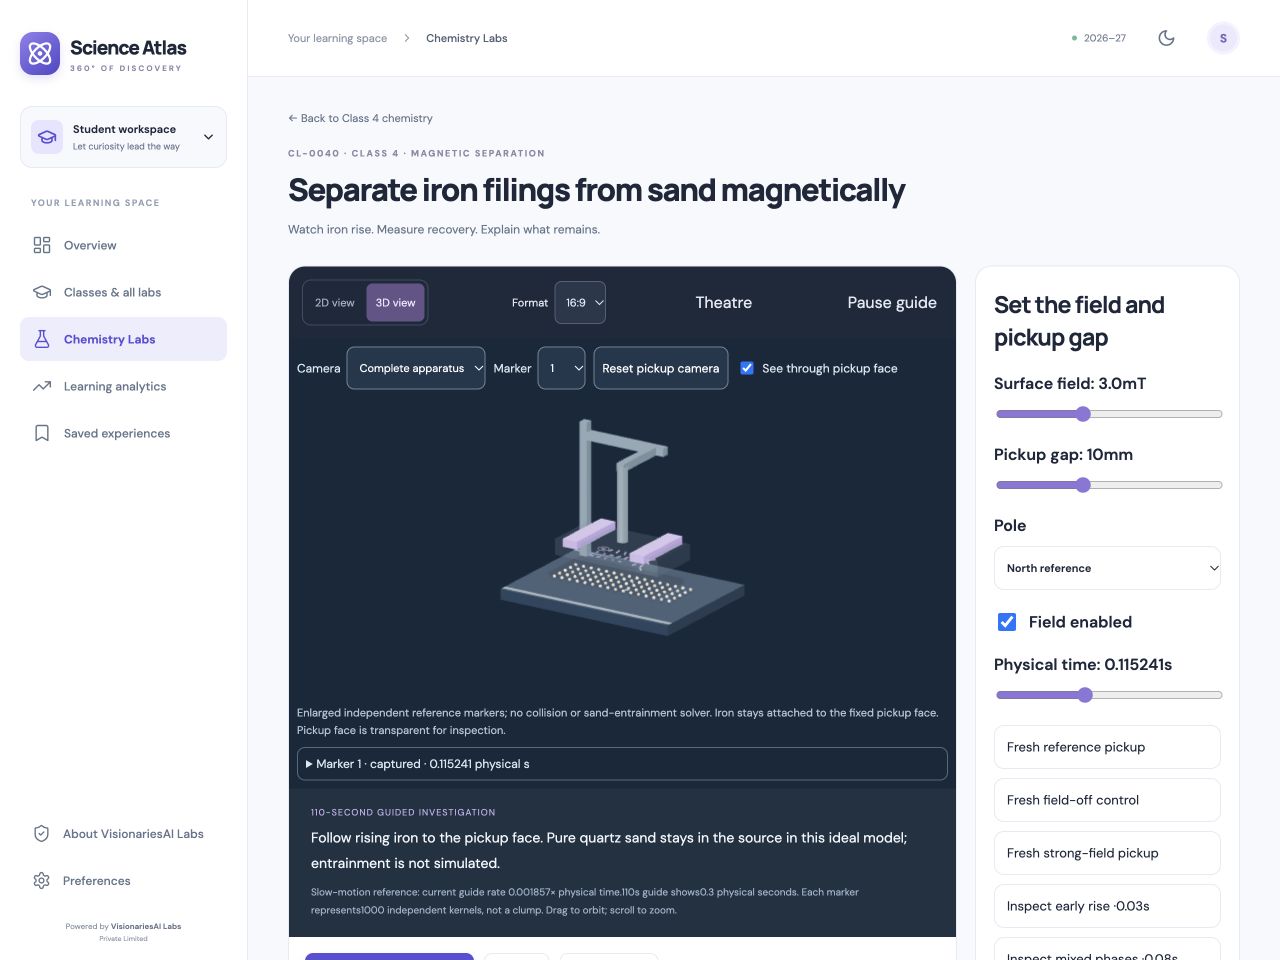 Science Atlas
360° OF DISCOVERY
Student workspace
Let curiosity lead the way
YOUR LEARNING SPACE
Overview
Classes & all labs
Chemistry Labs
Learning analytics
Saved experiences
About VisionariesAI Labs
Preferences
Powered by VisionariesAI Labs
Private Limited
Your learning space > Chemistry Labs
2026–27
S
← Back to Class 4 chemistry
CL-0040 · CLASS 4 · MAGNETIC SEPARATION
Separate iron filings from sand magnetically
Watch iron rise. Measure recovery. Explain what remains.
2D view 3D view Format 16:9 Theatre Pause guide
Camera Complete apparatus Marker 1 Reset pickup camera See through pickup face
Enlarged independent reference markers; no collision or sand-entrainment solver. Iron stays attached to the fixed pickup face.
Pickup face is transparent for inspection.
▶ Marker 1 · captured · 0.115241 physical s
110-SECOND GUIDED INVESTIGATION
Follow rising iron to the pickup face. Pure quartz sand stays in the source in this ideal model;
entrainment is not simulated.
Slow-motion reference: current guide rate 0.001857× physical time.110s guide shows0.3 physical seconds. Each marker
represents1000 independent kernels, not a clump. Drag to orbit; scroll to zoom.
Set the field and
pickup gap
Surface field: 3.0mT
Pickup gap: 10mm
Pole
North reference
Field enabled
Physical time: 0.115241s
Fresh reference pickup
Fresh field-off control
Fresh strong-field pickup
Inspect early rise ·0.03s
Inspect mixed phases ·0.08s